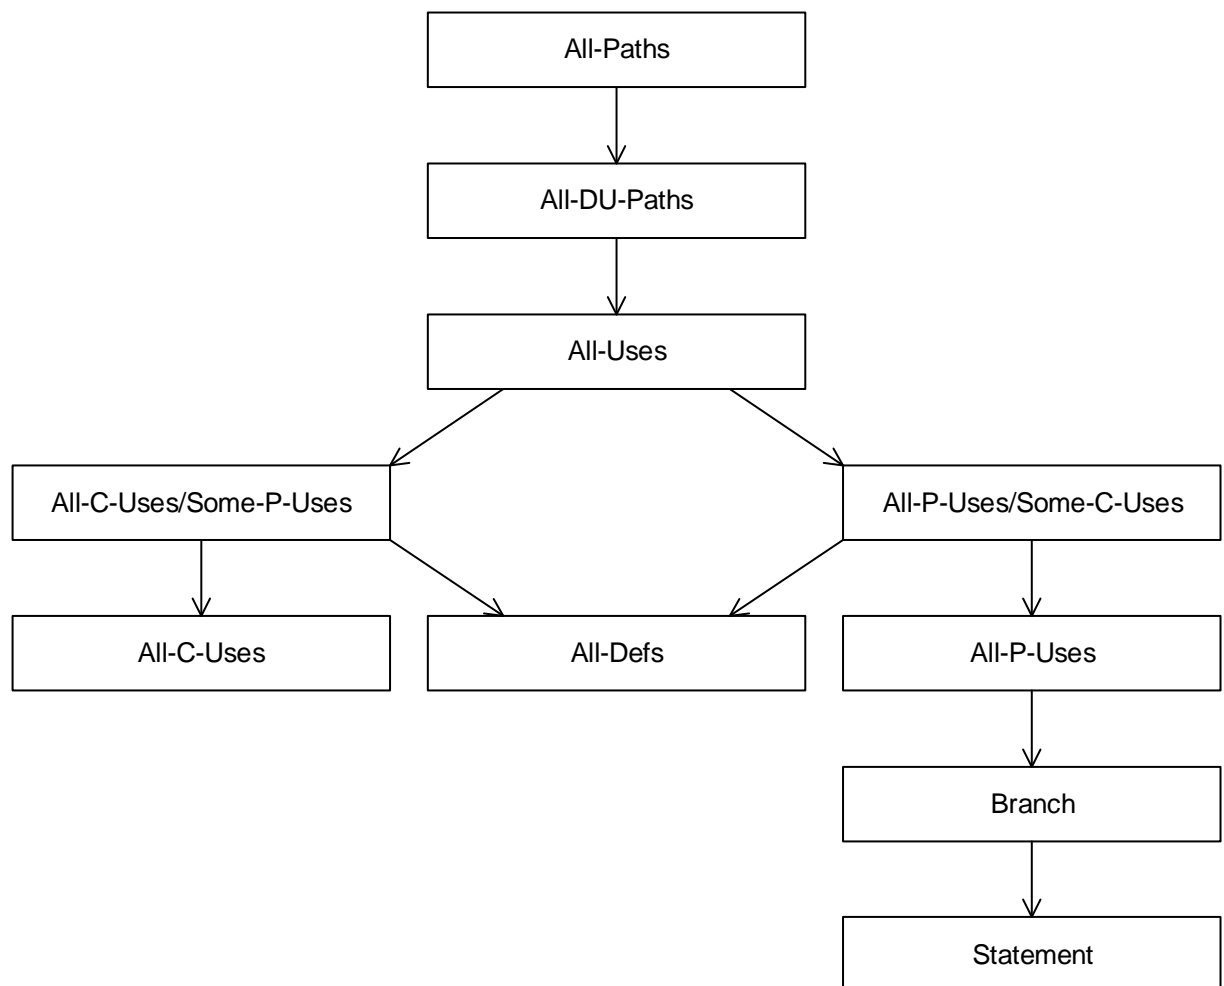 All-Paths
All-DU-Paths
All-Uses
All-C-Uses/Some-P-Uses
All-P-Uses/Some-C-Uses
All-C-Uses
All-Defs
All-P-Uses
Branch
Statement